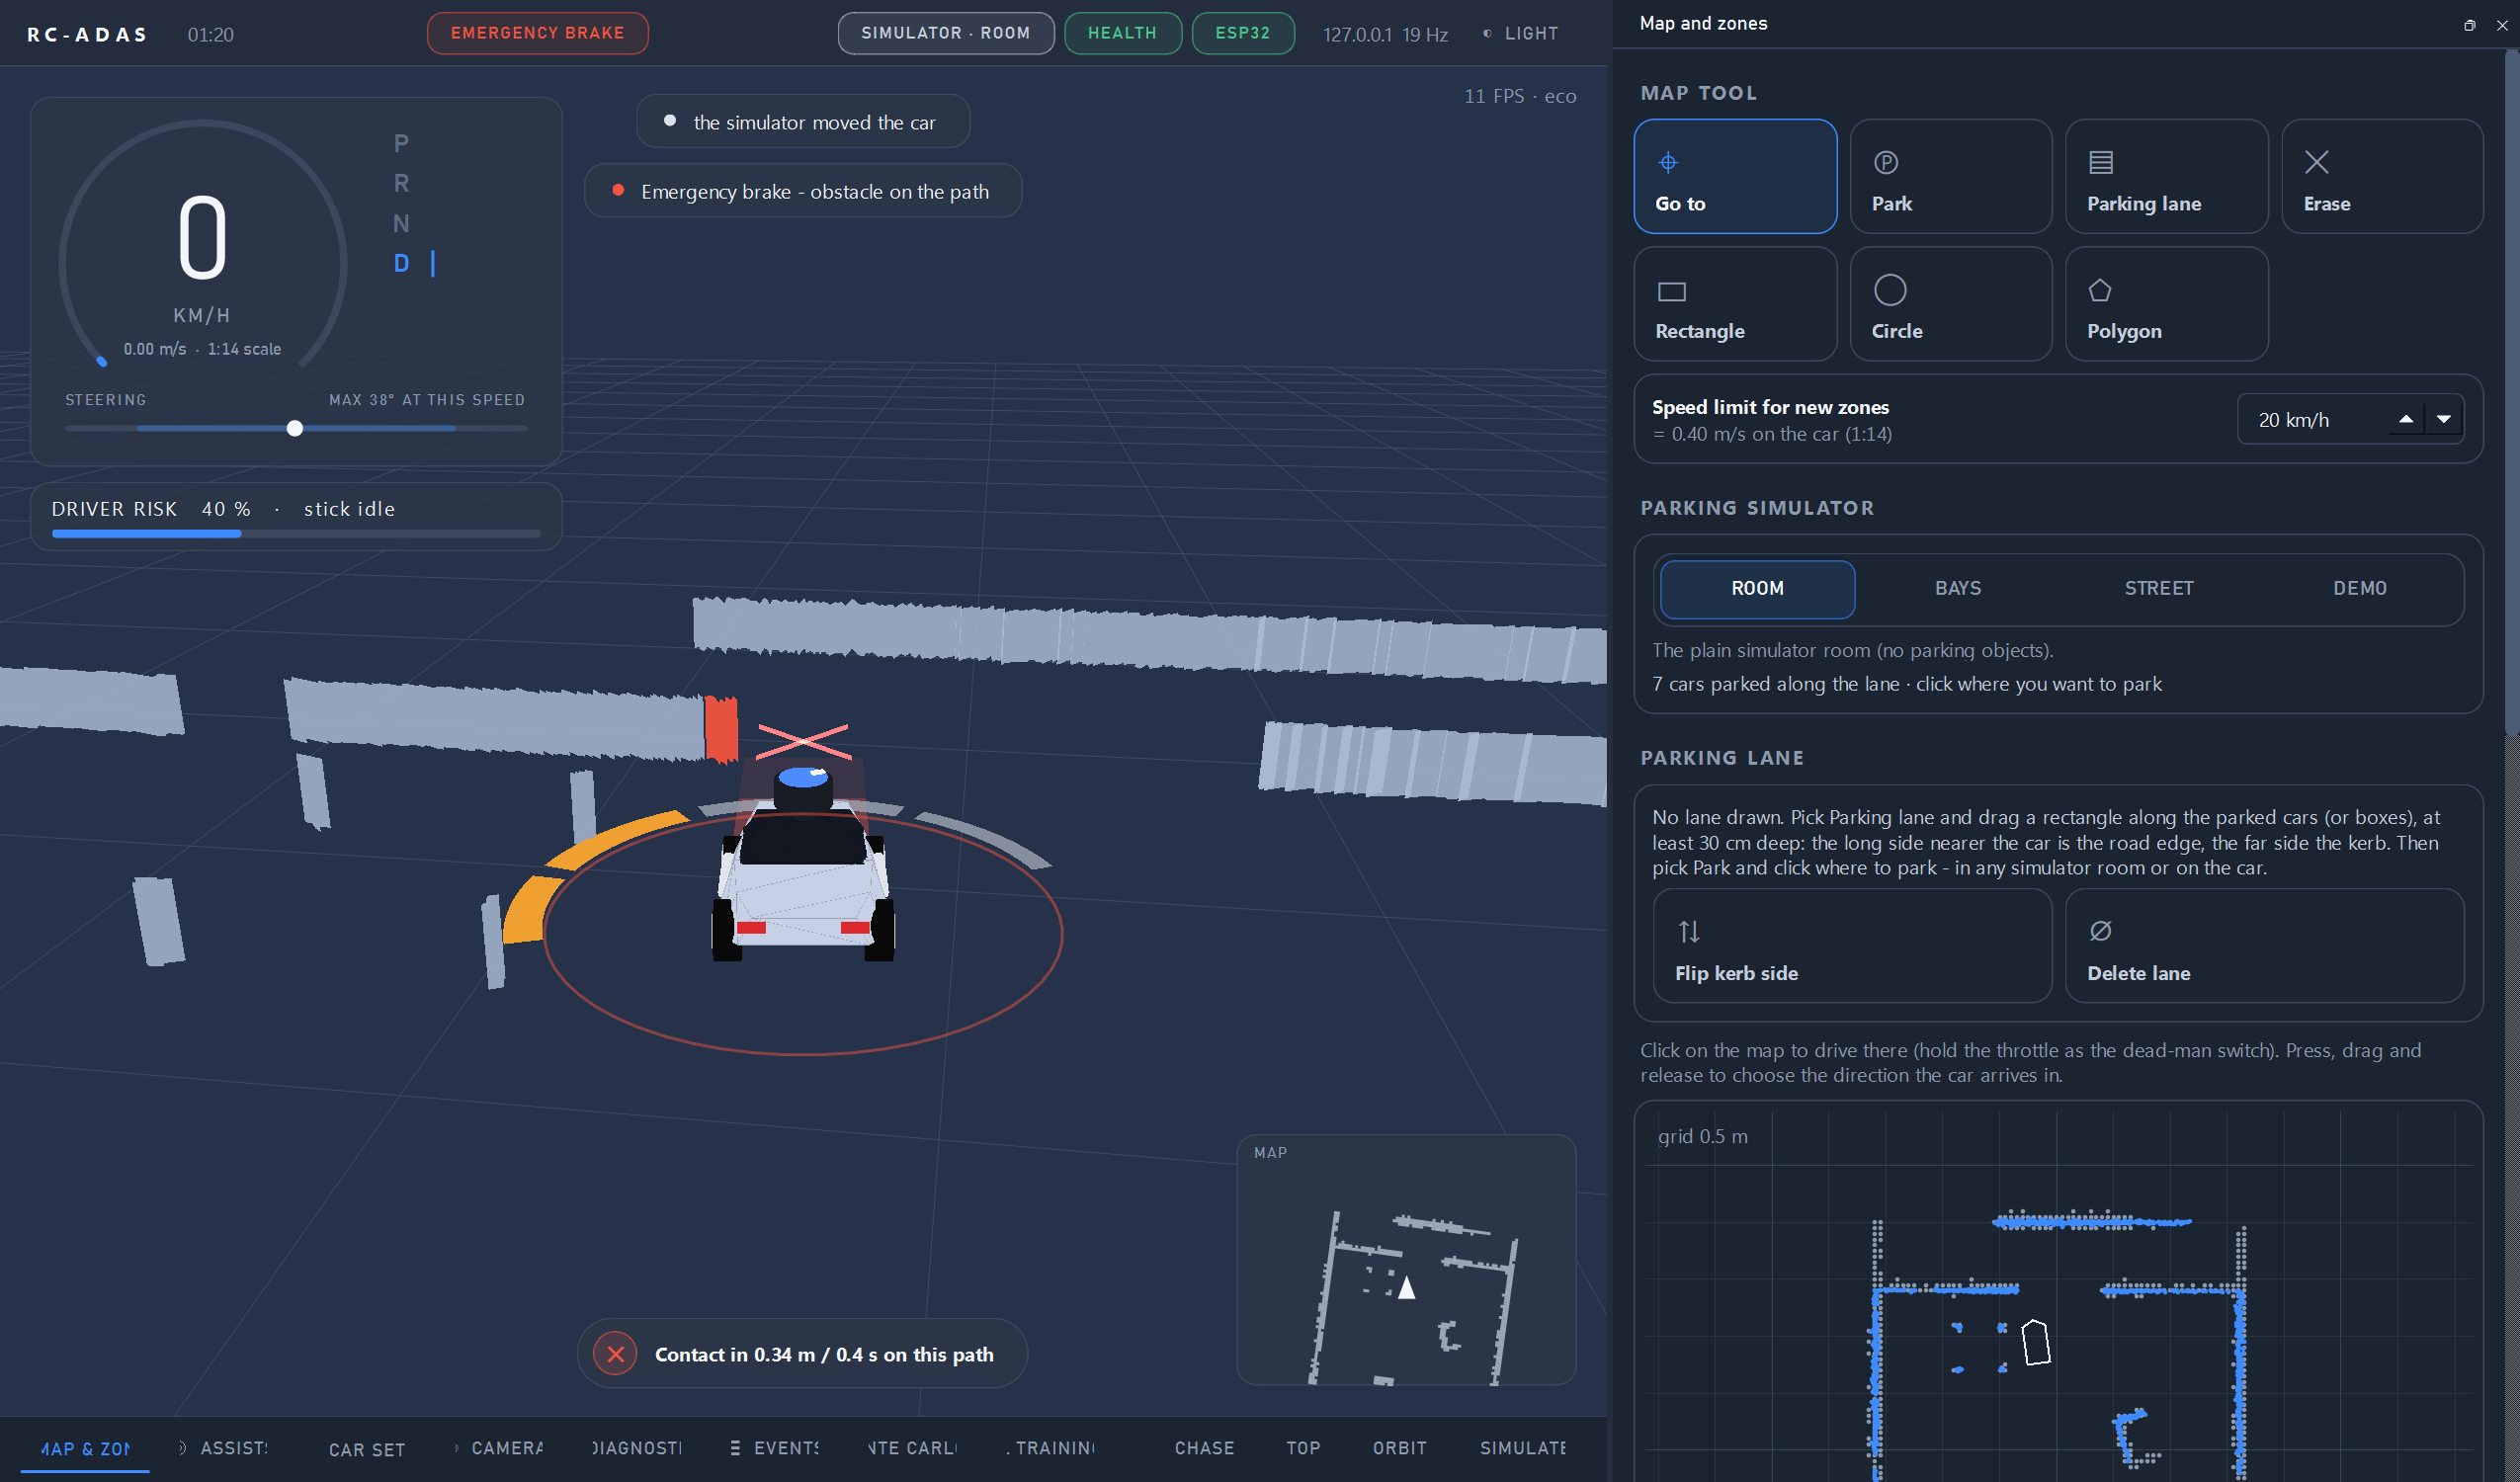 RC-ADAS
01:20
EMERGENCY BRAKE
SIMULATOR · ROOM
HEALTH
ESP32
127.0.0.1 19 Hz
LIGHT
11 FPS · eco
the simulator moved the car
Emergency brake - obstacle on the path
P
R
N
D
0
KM/H
0.00 m/s · 1:14 scale
STEERING
MAX 38° AT THIS SPEED
DRIVER RISK 40 % · stick idle
MAP
Contact in 0.34 m / 0.4 s on this path
MAP & ZON
ASSIST
CAR SET
CAMERA
DIAGNOSTI
EVENTS
NTE CARL
TRAININ
CHASE
TOP
ORBIT
SIMULATE
Map and zones
MAP TOOL
Go to
Park
Parking lane
Erase
Rectangle
Circle
Polygon
Speed limit for new zones
= 0.40 m/s on the car (1:14)
20 km/h
PARKING SIMULATOR
ROOM
BAYS
STREET
DEMO
The plain simulator room (no parking objects).
7 cars parked along the lane · click where you want to park
PARKING LANE
No lane drawn. Pick Parking lane and drag a rectangle along the parked cars (or boxes), at
least 30 cm deep: the long side nearer the car is the road edge, the far side the kerb. Then
pick Park and click where to park - in any simulator room or on the car.
Flip kerb side
Delete lane
Click on the map to drive there (hold the throttle as the dead-man switch). Press, drag and
release to choose the direction the car arrives in.
grid 0.5 m